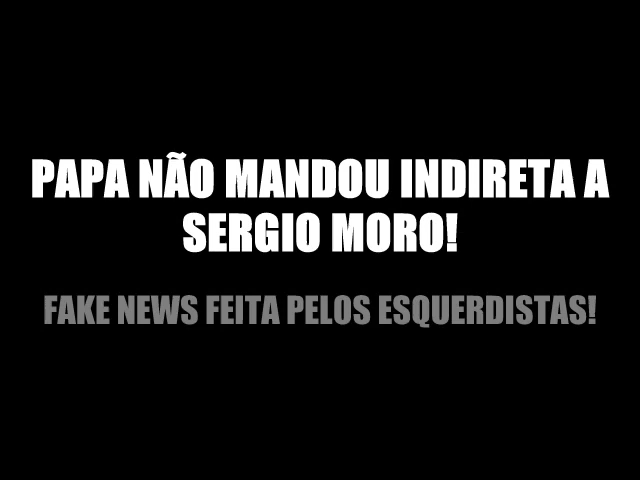 PAPA NÃO MANDOU INDIRETA A
SERGIO MORO!
FAKE NEWS FEITA PELOS ESQUERDISTAS!